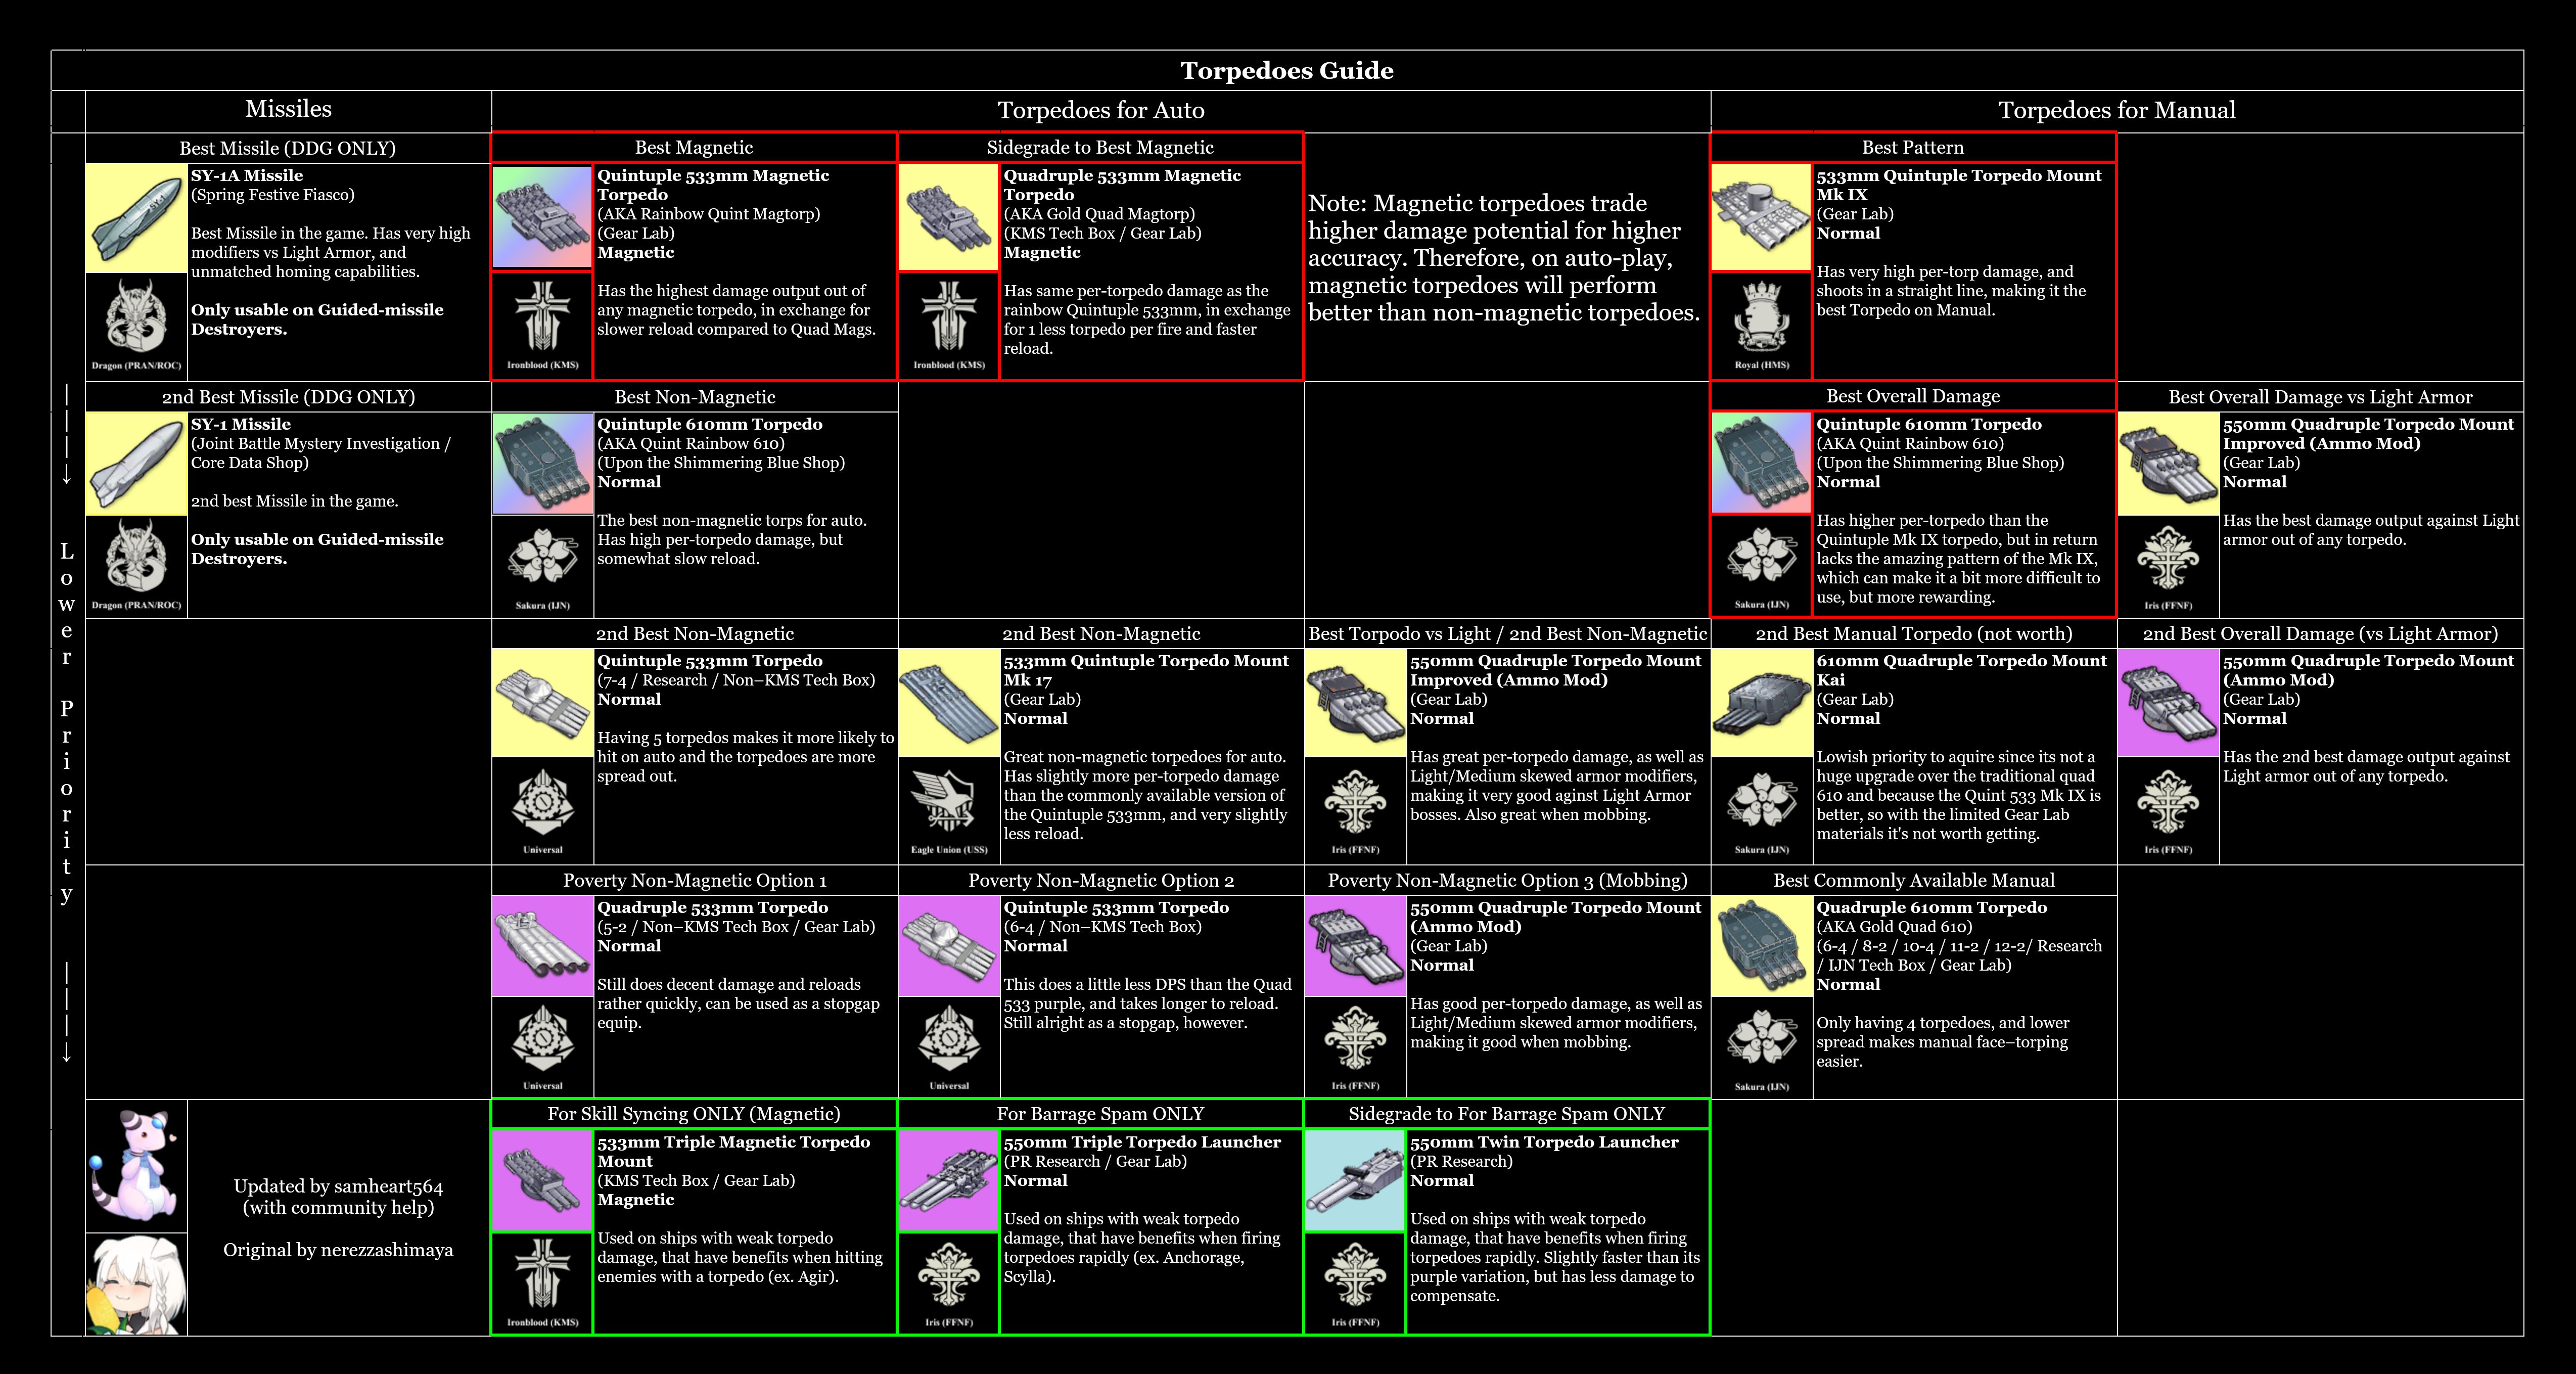 Torpedoes Guide
Missiles
Torpedoes for Auto
Torpedoes for Manual
Lower Priority
Best Missile (DDG ONLY)
SY-1A Missile
(Spring Festive Fiasco)
Best Missile in the game. Has very high
modifiers vs Light Armor, and
unmatched homing capabilities.
Only usable on Guided-missile
Destroyers.
Dragon (PRAN/ROC)
Best Magnetic
Quintuple 533mm Magnetic
Torpedo
(AKA Rainbow Quint Magtorp)
(Gear Lab)
Magnetic
Has the highest damage output out of
any magnetic torpedo, in exchange for
slower reload compared to Quad Mags.
Ironblood (KMS)
Sidegrade to Best Magnetic
Quadruple 533mm Magnetic
Torpedo
(AKA Gold Quad Magtorp)
(KMS Tech Box / Gear Lab)
Magnetic
Has same per-torpedo damage as the
rainbow Quintuple 533mm, in exchange
for 1 less torpedo per fire and faster
reload.
Ironblood (KMS)
Note: Magnetic torpedoes trade
higher damage potential for higher
accuracy. Therefore, on auto-play,
magnetic torpedoes will perform
better than non-magnetic torpedoes.
Best Pattern
533mm Quintuple Torpedo Mount
Mk IX
(Gear Lab)
Normal
Has very high per-torp damage, and
shoots in a straight line, making it the
best Torpedo on Manual.
Royal (HMS)
2nd Best Missile (DDG ONLY)
SY-1 Missile
(Joint Battle Mystery Investigation /
Core Data Shop)
2nd best Missile in the game.
Only usable on Guided-missile
Destroyers.
Dragon (PRAN/ROC)
Best Non-Magnetic
Quintuple 610mm Torpedo
(AKA Quint Rainbow 610)
(Upon the Shimmering Blue Shop)
Normal
The best non-magnetic torps for auto.
Has high per-torpedo damage, but
somewhat slow reload.
Sakura (IJN)
Best Overall Damage
Quintuple 610mm Torpedo
(AKA Quint Rainbow 610)
(Upon the Shimmering Blue Shop)
Normal
Has higher per-torpedo than the
Quintuple Mk IX torpedo, but in return
lacks the amazing pattern of the Mk IX,
which can make it a bit more difficult to
use, but more rewarding.
Sakura (IJN)
Best Overall Damage vs Light Armor
550mm Quadruple Torpedo Mount
Improved (Ammo Mod)
(Gear Lab)
Normal
Has the best damage output against Light
armor out of any torpedo.
Iris (FFNF)
2nd Best Non-Magnetic
Quintuple 533mm Torpedo
(7-4 / Research / Non–KMS Tech Box)
Normal
Having 5 torpedos makes it more likely to
hit on auto and the torpedoes are more
spread out.
Universal
2nd Best Non-Magnetic
533mm Quintuple Torpedo Mount
Mk 17
(Gear Lab)
Normal
Great non-magnetic torpedoes for auto.
Has slightly more per-torpedo damage
than the commonly available version of
the Quintuple 533mm, and very slightly
less reload.
Eagle Union (USS)
Best Torpodo vs Light / 2nd Best Non-Magnetic
550mm Quadruple Torpedo Mount
Improved (Ammo Mod)
(Gear Lab)
Normal
Has great per-torpedo damage, as well as
Light/Medium skewed armor modifiers,
making it very good aginst Light Armor
bosses. Also great when mobbing.
Iris (FFNF)
2nd Best Manual Torpedo (not worth)
610mm Quadruple Torpedo Mount
Kai
(Gear Lab)
Normal
Lowish priority to aquire since its not a
huge upgrade over the traditional quad
610 and because the Quint 533 Mk IX is
better, so with the limited Gear Lab
materials it's not worth getting.
Sakura (IJN)
2nd Best Overall Damage (vs Light Armor)
550mm Quadruple Torpedo Mount
(Ammo Mod)
(Gear Lab)
Normal
Has the 2nd best damage output against
Light armor out of any torpedo.
Iris (FFNF)
Poverty Non-Magnetic Option 1
Quadruple 533mm Torpedo
(5-2 / Non–KMS Tech Box / Gear Lab)
Normal
Still does decent damage and reloads
rather quickly, can be used as a stopgap
equip.
Universal
Poverty Non-Magnetic Option 2
Quintuple 533mm Torpedo
(6-4 / Non–KMS Tech Box)
Normal
This does a little less DPS than the Quad
533 purple, and takes longer to reload.
Still alright as a stopgap, however.
Universal
Poverty Non-Magnetic Option 3 (Mobbing)
550mm Quadruple Torpedo Mount
(Ammo Mod)
(Gear Lab)
Normal
Has good per-torpedo damage, as well as
Light/Medium skewed armor modifiers,
making it good when mobbing.
Iris (FFNF)
Best Commonly Available Manual
Quadruple 610mm Torpedo
(AKA Gold Quad 610)
(6-4 / 8-2 / 10-4 / 11-2 / 12-2/ Research
/ IJN Tech Box / Gear Lab)
Normal
Only having 4 torpedoes, and lower
spread makes manual face–torping
easier.
Sakura (IJN)
Updated by samheart564
(with community help)
Original by nerezzashimaya
For Skill Syncing ONLY (Magnetic)
533mm Triple Magnetic Torpedo
Mount
(KMS Tech Box / Gear Lab)
Magnetic
Used on ships with weak torpedo
damage, that have benefits when hitting
enemies with a torpedo (ex. Agir).
Ironblood (KMS)
For Barrage Spam ONLY
550mm Triple Torpedo Launcher
(PR Research / Gear Lab)
Normal
Used on ships with weak torpedo
damage, that have benefits when firing
torpedoes rapidly (ex. Anchorage,
Scylla).
Iris (FFNF)
Sidegrade to For Barrage Spam ONLY
550mm Twin Torpedo Launcher
(PR Research)
Normal
Used on ships with weak torpedo
damage, that have benefits when firing
torpedoes rapidly. Slightly faster than its
purple variation, but has less damage to
compensate.
Iris (FFNF)